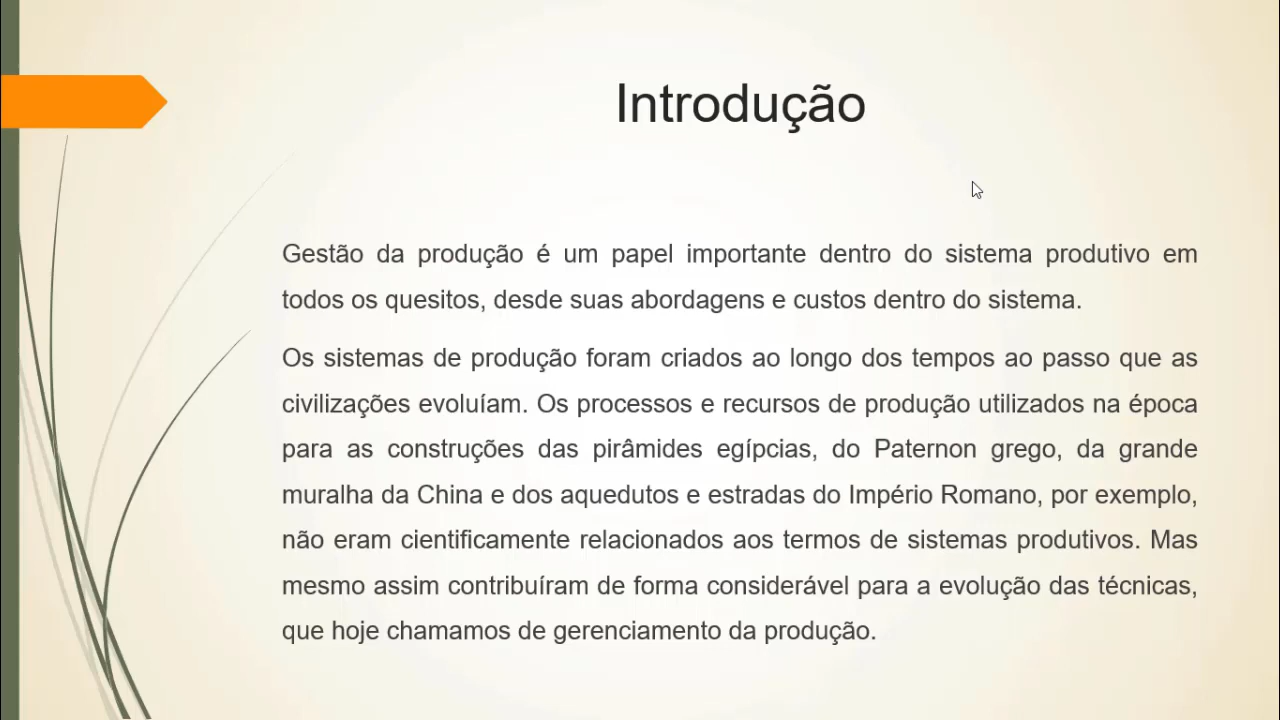 Introdução
Gestão da produção é um papel importante dentro do sistema produtivo em
todos os quesitos, desde suas abordagens e custos dentro do sistema.
Os sistemas de produção foram criados ao longo dos tempos ao passo que as
civilizações evoluíam. Os processos e recursos de produção utilizados na época
para as construções das pirâmides egípcias, do Paternon grego, da grande
muralha da China e dos aquedutos e estradas do Império Romano, por exemplo,
não eram cientificamente relacionados aos termos de sistemas produtivos. Mas
mesmo assim contribuíram de forma considerável para a evolução das técnicas,
que hoje chamamos de gerenciamento da produção.